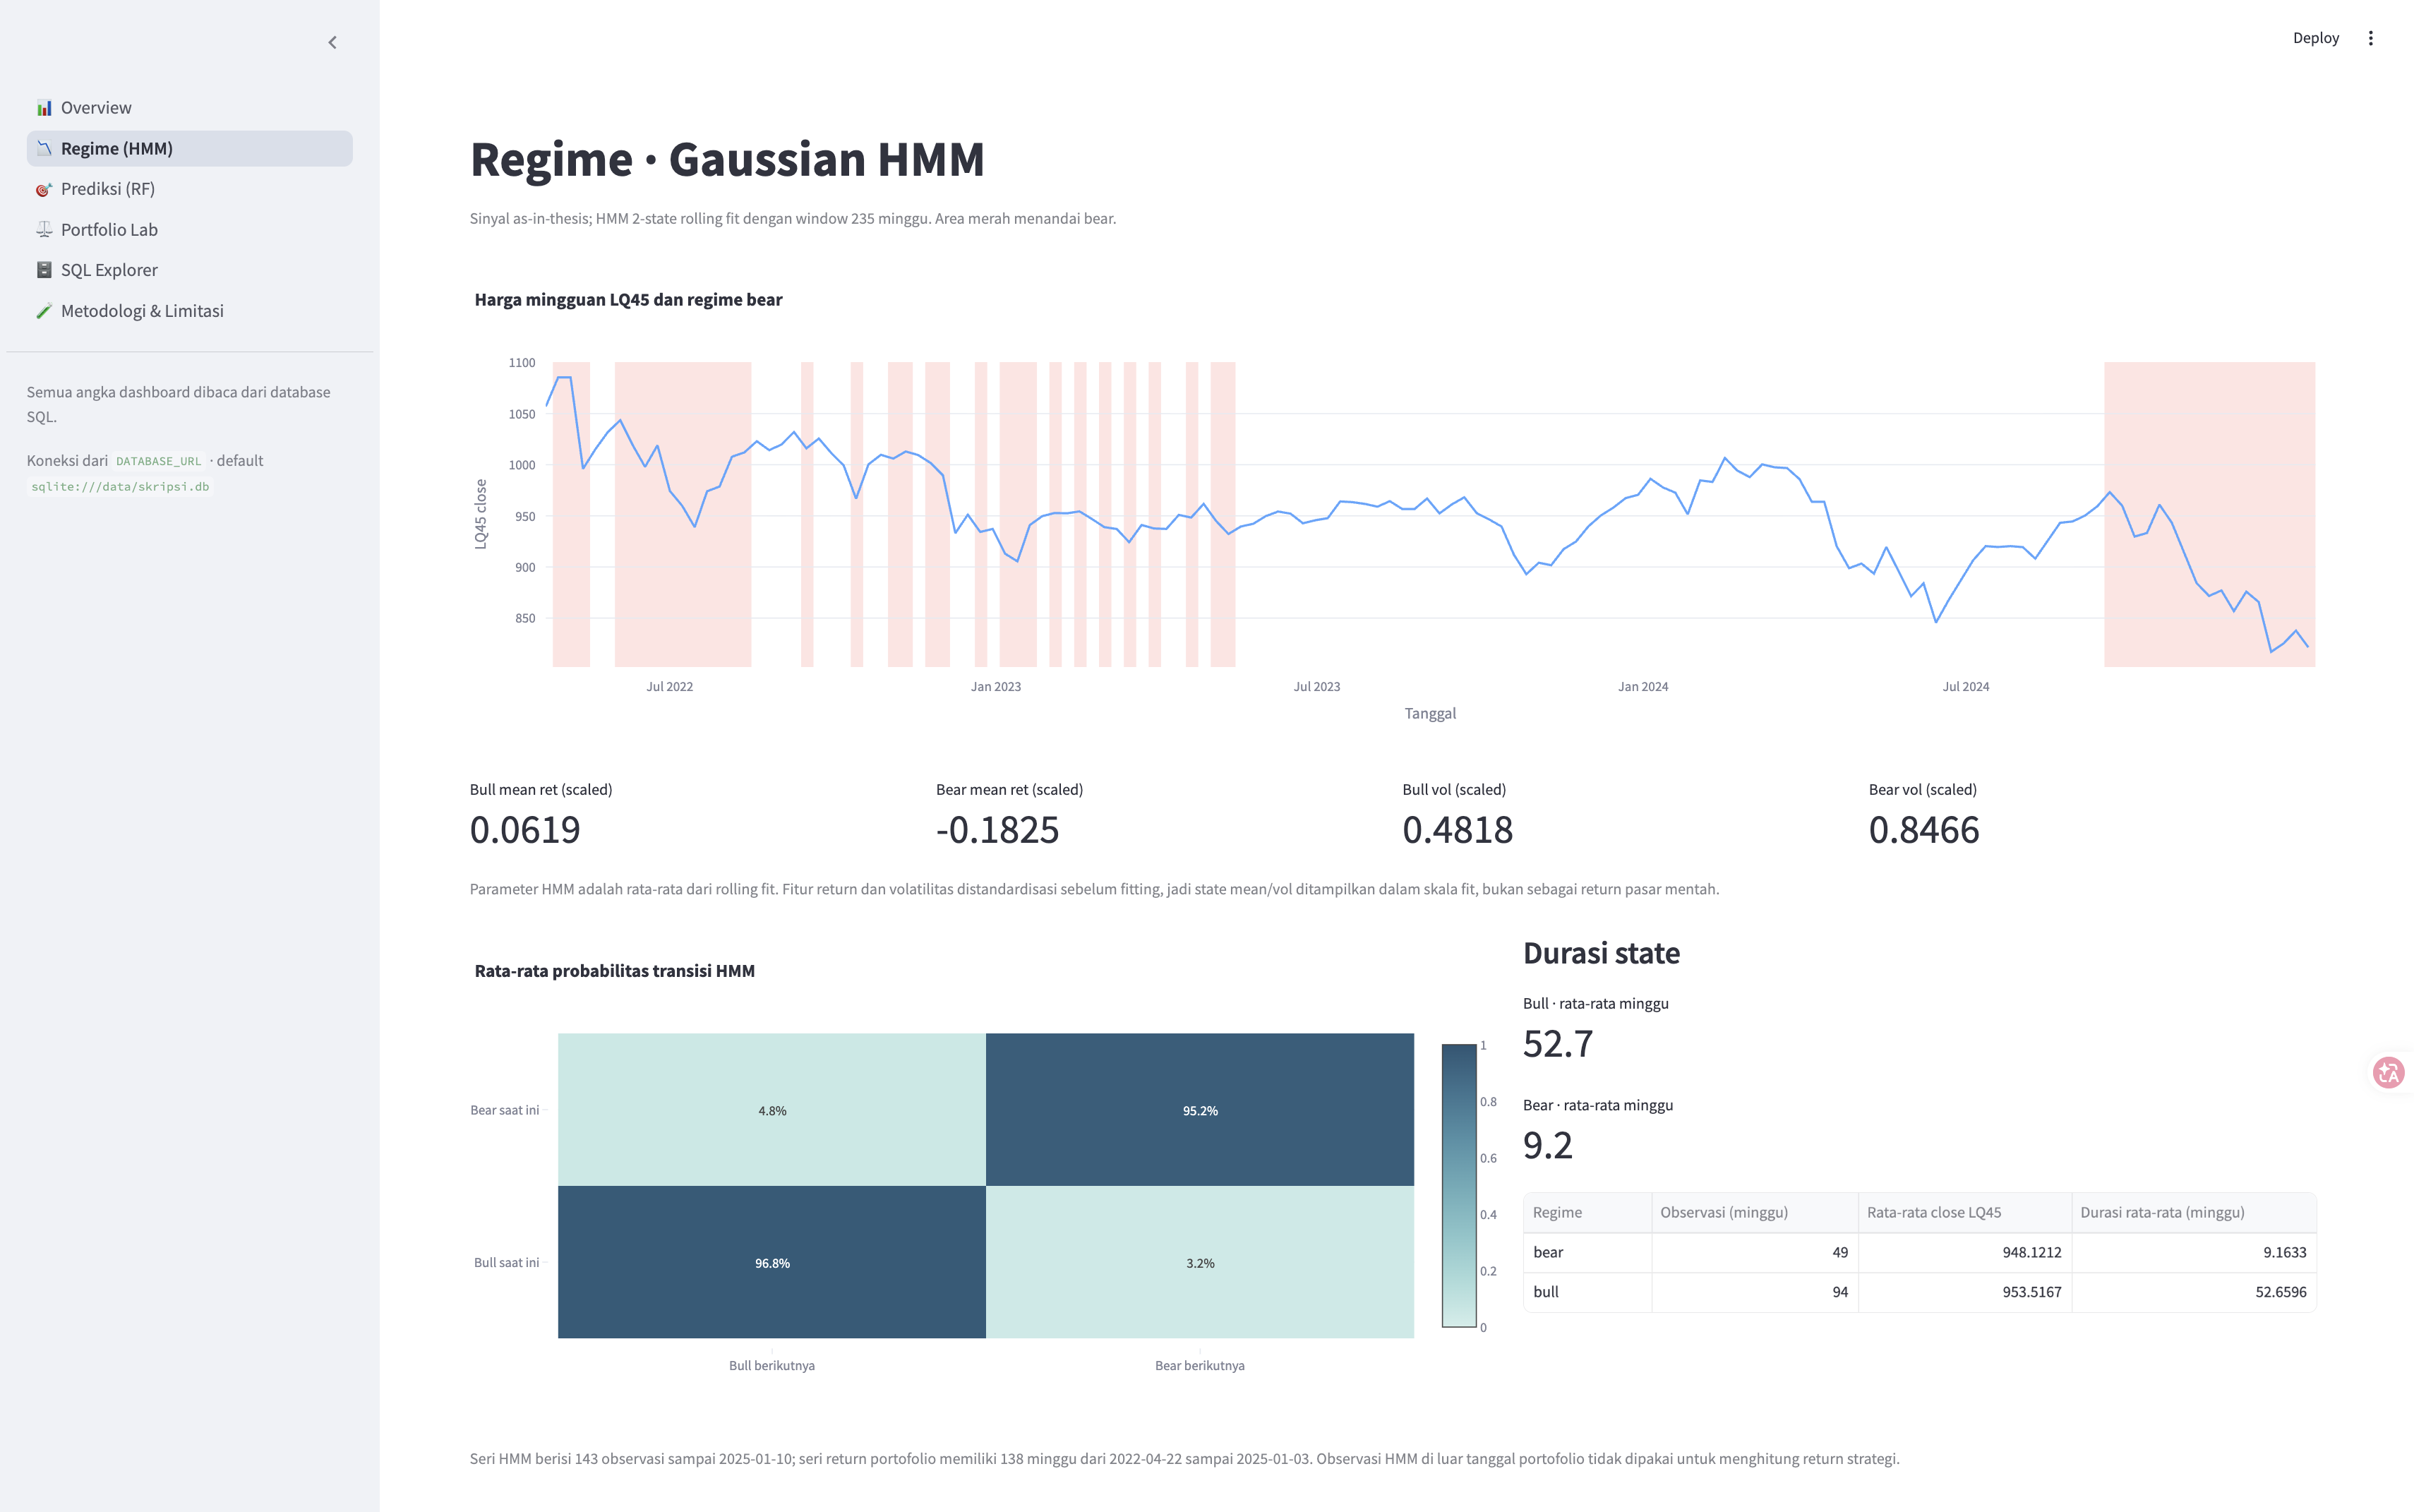 Deploy
Overview
Regime (HMM)
Prediksi (RF)
Portfolio Lab
SQL Explorer
Metodologi & Limitasi
Semua angka dashboard dibaca dari database
SQL.
Koneksi dari DATABASE_URL · default
sqlite:///data/skripsi.db
Regime · Gaussian HMM
Sinyal as-in-thesis; HMM 2-state rolling fit dengan window 235 minggu. Area merah menandai bear.
Harga mingguan LQ45 dan regime bear
LQ45 close
1100
1050
1000
950
900
850
Jul 2022
Jan 2023
Jul 2023
Jan 2024
Jul 2024
Tanggal
Bull mean ret (scaled)
0.0619
Bear mean ret (scaled)
-0.1825
Bull vol (scaled)
0.4818
Bear vol (scaled)
0.8466
Parameter HMM adalah rata-rata dari rolling fit. Fitur return dan volatilitas distandardisasi sebelum fitting, jadi state mean/vol ditampilkan dalam skala fit, bukan sebagai return pasar mentah.
Rata-rata probabilitas transisi HMM
Bear saat ini
4.8%
95.2%
Bull saat ini
96.8%
3.2%
Bull berikutnya
Bear berikutnya
1
0.8
0.6
0.4
0.2
0
Durasi state
Bull · rata-rata minggu
52.7
Bear · rata-rata minggu
9.2
Regime Observasi (minggu) Rata-rata close LQ45 Durasi rata-rata (minggu)
bear 49 948.1212 9.1633
bull 94 953.5167 52.6596
Seri HMM berisi 143 observasi sampai 2025-01-10; seri return portofolio memiliki 138 minggu dari 2022-04-22 sampai 2025-01-03. Observasi HMM di luar tanggal portofolio tidak dipakai untuk menghitung return strategi.